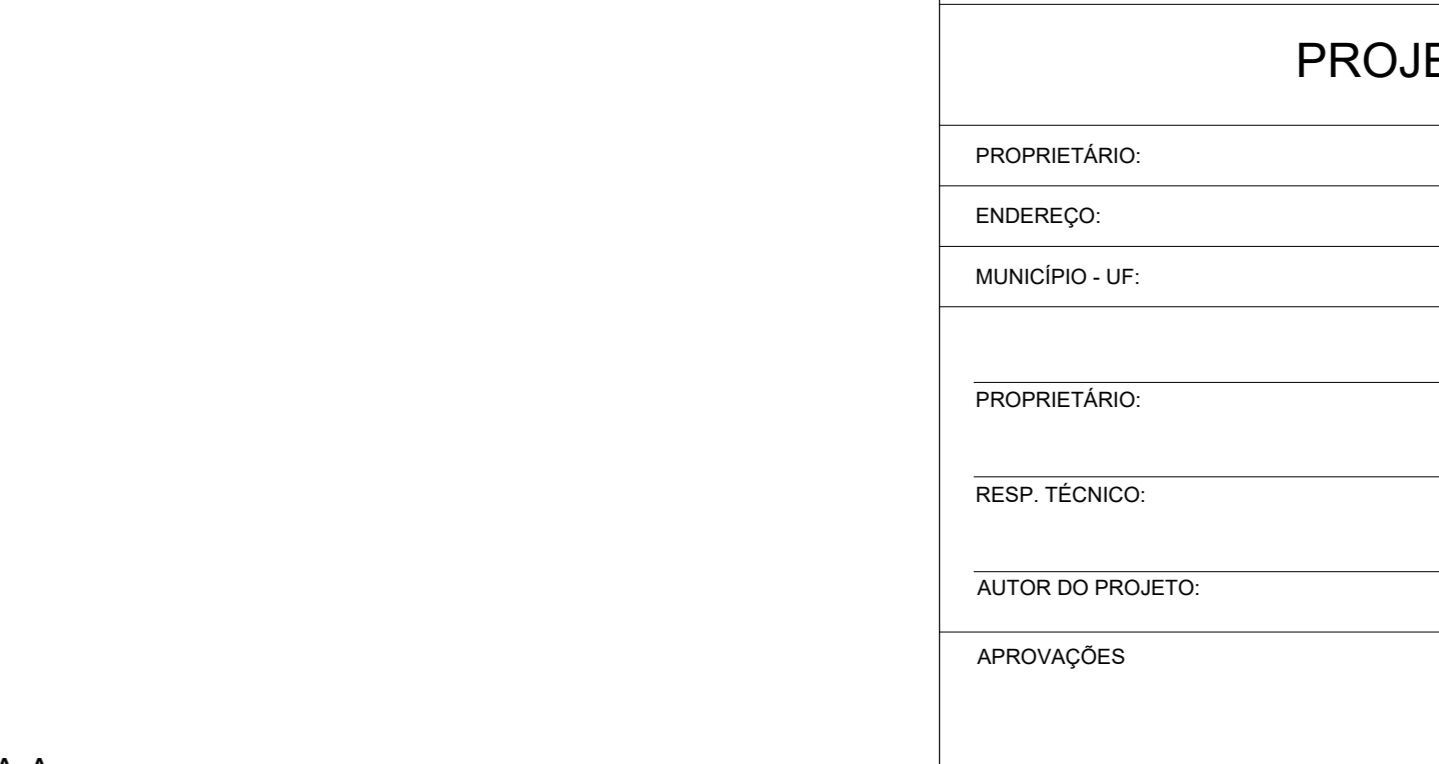 PROJE
PROPRIETÁRIO:
ENDEREÇO:
MUNICÍPIO - UF:
PROPRIETÁRIO:
RESP. TÉCNICO:
AUTOR DO PROJETO:
APROVAÇÕES